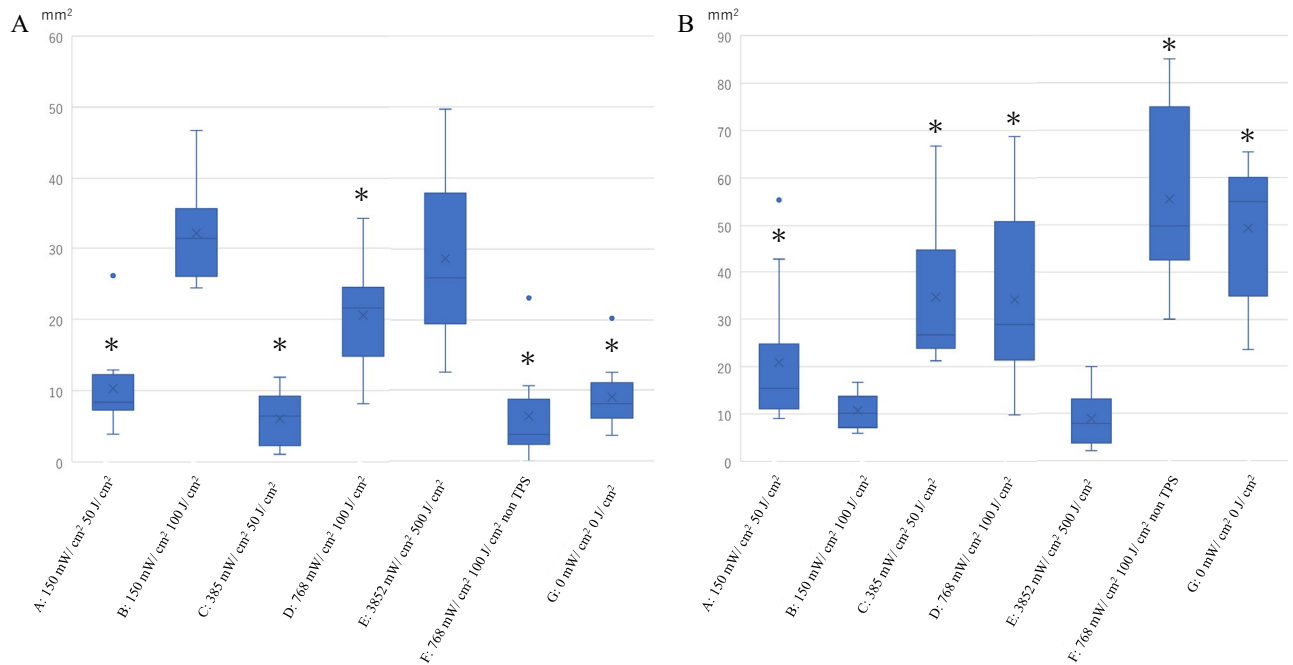 A mm²
60
50
40
30
20
10
0
*
*
*
*
*
A: 150 mW/ cm² 50 J/ cm²
B: 150 mW/ cm² 100 J/ cm²
C: 385 mW/ cm² 50 J/ cm²
D: 768 mW/ cm² 100 J/ cm²
E: 3852 mW/ cm² 500 J/ cm²
F: 768 mW/ cm² 100 J/ cm² non TPS
G: 0 mW/ cm² 0 J/ cm²
B mm²
90
80
70
60
50
40
30
20
10
0
*
*
*
*
*
A: 150 mW/ cm² 50 J/ cm²
B: 150 mW/ cm² 100 J/ cm²
C: 385 mW/ cm² 50 J/ cm²
D: 768 mW/ cm² 100 J/ cm²
E: 3852 mW/ cm² 500 J/ cm²
F: 768 mW/ cm² 100 J/ cm² non TPS
G: 0 mW/ cm² 0 J/ cm²